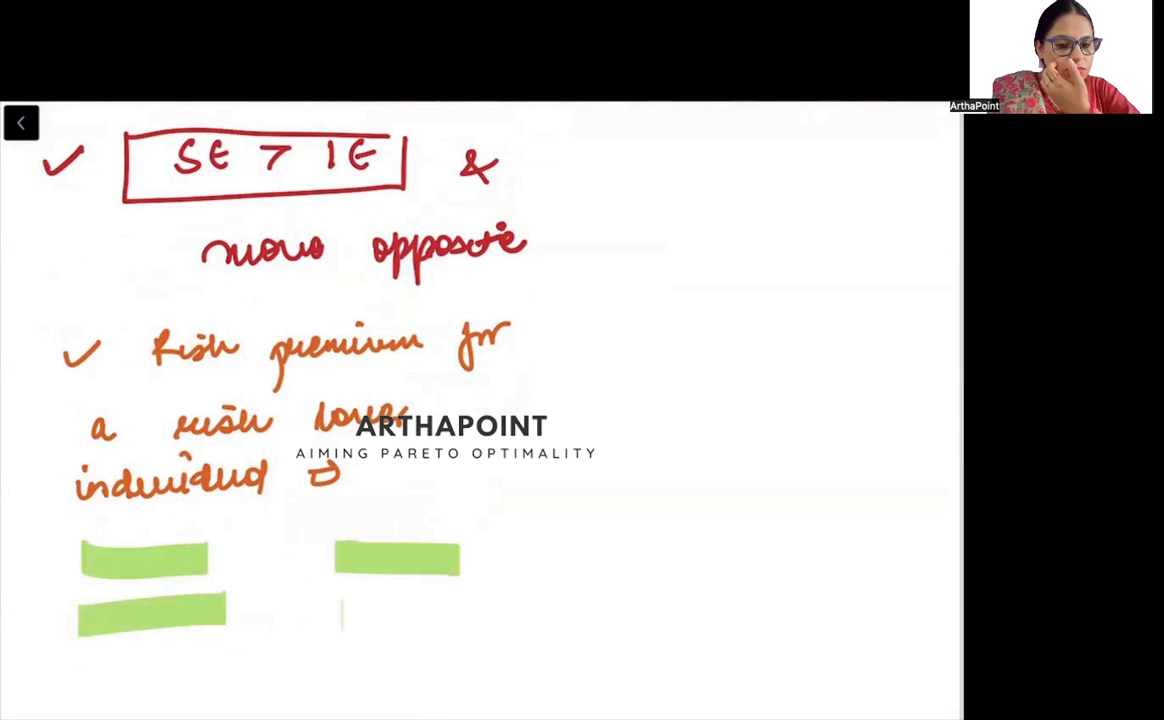 ArthaPoint
✓ SE > IE &
move opposite
✓ Risk premium for
a risk lover
ARTHAPOINT
AIMING PARETO OPTIMALITY
individual